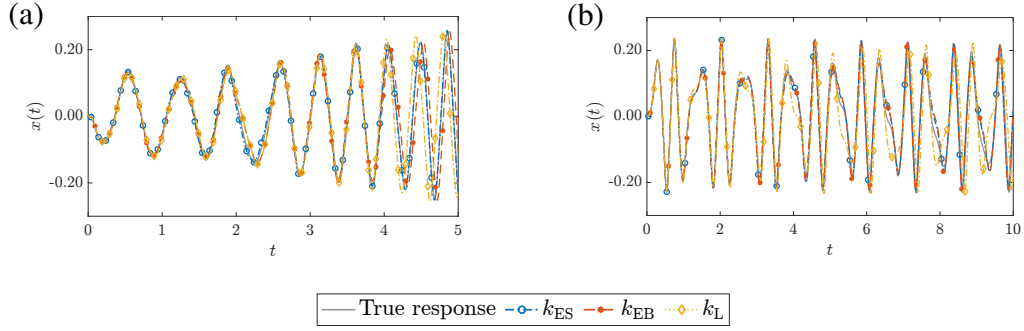 (a)
(b)
0.20
0.00
-0.20
x(t)
0 1 2 3 4 5
t
0.20
0.00
-0.20
x(t)
0 2 4 6 8 10
t
True response k_ES k_EB k_L